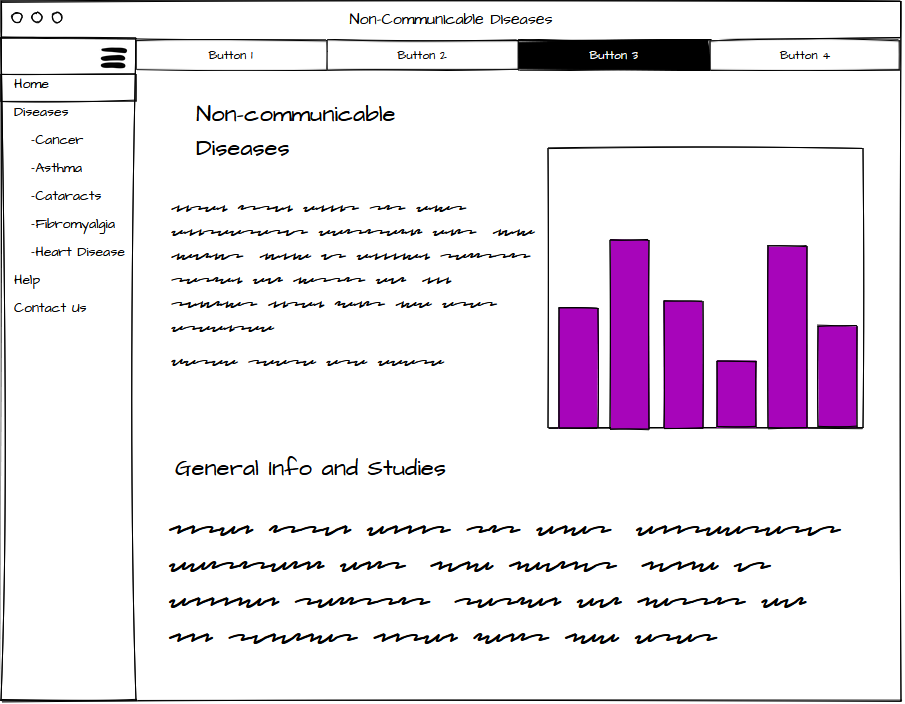 Non-Communicable Diseases
Button 1
Button 2
Button 3
Button 4
Home
Diseases
-Cancer
-Asthma
-Cataracts
-Fibromyalgia
-Heart Disease
Help
Contact Us
Non-communicable
Diseases
General Info and Studies